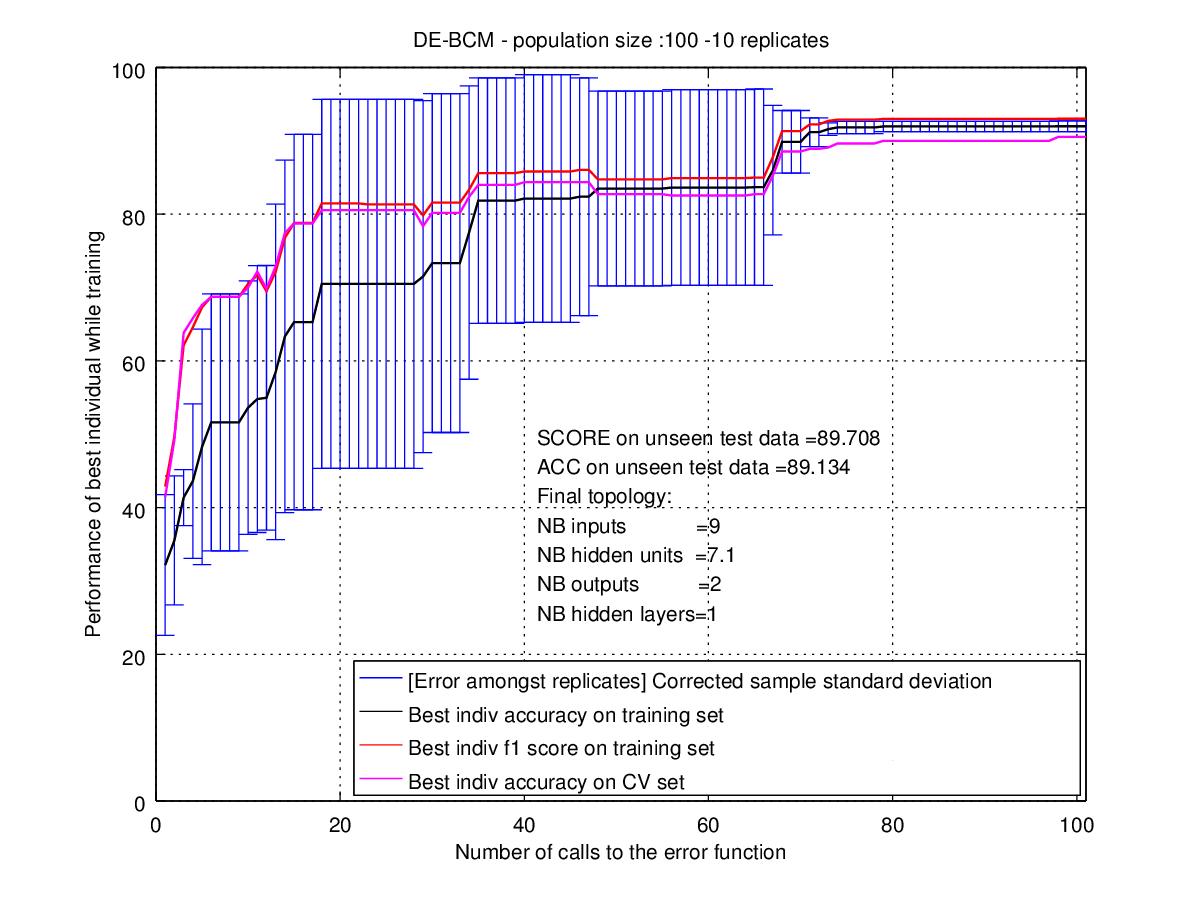 DE-BCM - population size :100 -10 replicates
Performance of best individual while training
100
80
60
40
20
0
SCORE on unseen test data =89.708
ACC on unseen test data =89.134
Final topology:
NB inputs =9
NB hidden units =7.1
NB outputs =2
NB hidden layers=1
[Error amongst replicates] Corrected sample standard deviation
Best indiv accuracy on training set
Best indiv f1 score on training set
Best indiv accuracy on CV set
0 20 40 60 80 100
Number of calls to the error function